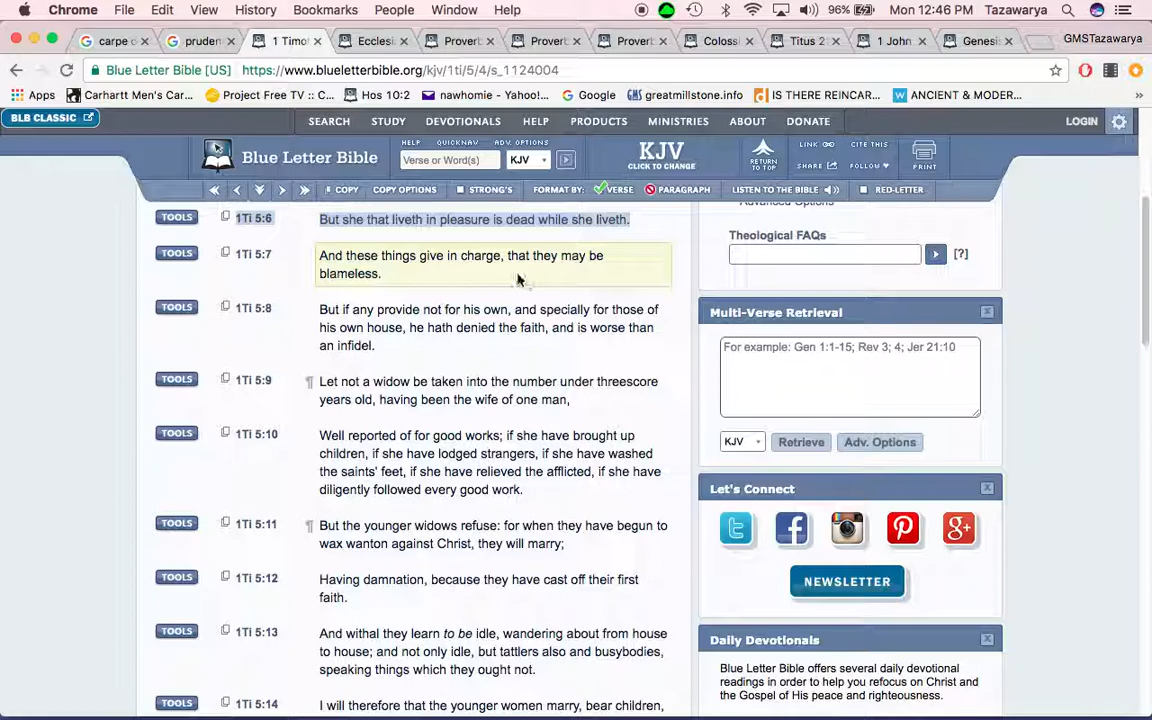 Chrome File Edit View History Bookmarks People Window Help 96% Mon 12:46 PM Tazawarya
carpe d prudent 1 Timot Ecclesi Proverb Proverb Proverb Coloss Titus 2: 1 John Genesi GMSTazawarya
Blue Letter Bible [US] https://www.blueletterbible.org/kjv/1ti/5/4/s_1124004
Apps Carhartt Men's Car... Project Free TV :: C... Hos 10:2 nawhomie - Yahoo!... Google greatmillstone.info IS THERE REINCAR... ANCIENT & MODER... »
BLB CLASSIC SEARCH STUDY DEVOTIONALS HELP PRODUCTS MINISTRIES ABOUT DONATE LOGIN
HELP QUICKNAV ADV. OPTIONS
Blue Letter Bible Verse or Word(s) KJV
KJV
CLICK TO CHANGE
RETURN
TO TOP
LINK CITE THIS
SHARE FOLLOW
PRINT
COPY COPY OPTIONS STRONG'S FORMAT BY: VERSE PARAGRAPH LISTEN TO THE BIBLE RED-LETTER
TOOLS 1Ti 5:6 But she that liveth in pleasure is dead while she liveth.
TOOLS 1Ti 5:7 And these things give in charge, that they may be
blameless.
TOOLS 1Ti 5:8 But if any provide not for his own, and specially for those of
his own house, he hath denied the faith, and is worse than
an infidel.
TOOLS 1Ti 5:9 ¶ Let not a widow be taken into the number under threescore
years old, having been the wife of one man,
TOOLS 1Ti 5:10 Well reported of for good works; if she have brought up
children, if she have lodged strangers, if she have washed
the saints' feet, if she have relieved the afflicted, if she have
diligently followed every good work.
TOOLS 1Ti 5:11 ¶ But the younger widows refuse: for when they have begun to
wax wanton against Christ, they will marry;
TOOLS 1Ti 5:12 Having damnation, because they have cast off their first
faith.
TOOLS 1Ti 5:13 And withal they learn to be idle, wandering about from house
to house; and not only idle, but tattlers also and busybodies,
speaking things which they ought not.
TOOLS 1Ti 5:14 I will therefore that the younger women marry, bear children,
Advanced Options
Theological FAQs
[?]
Multi-Verse Retrieval
For example: Gen 1:1-15; Rev 3; 4; Jer 21:10
KJV Retrieve Adv. Options
Let's Connect
NEWSLETTER
Daily Devotionals
Blue Letter Bible offers several daily devotional
readings in order to help you refocus on Christ and
the Gospel of His peace and righteousness.